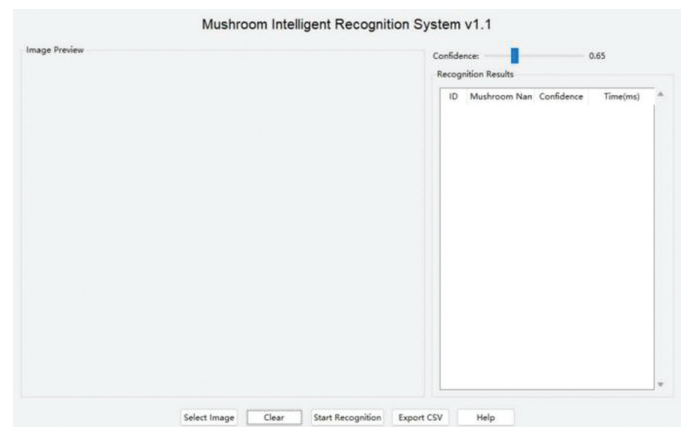 Mushroom Intelligent Recognition System v1.1
Image Preview
Confidence: 0.65
Recognition Results
ID Mushroom Nan Confidence Time(ms)
Select Image Clear Start Recognition Export CSV Help